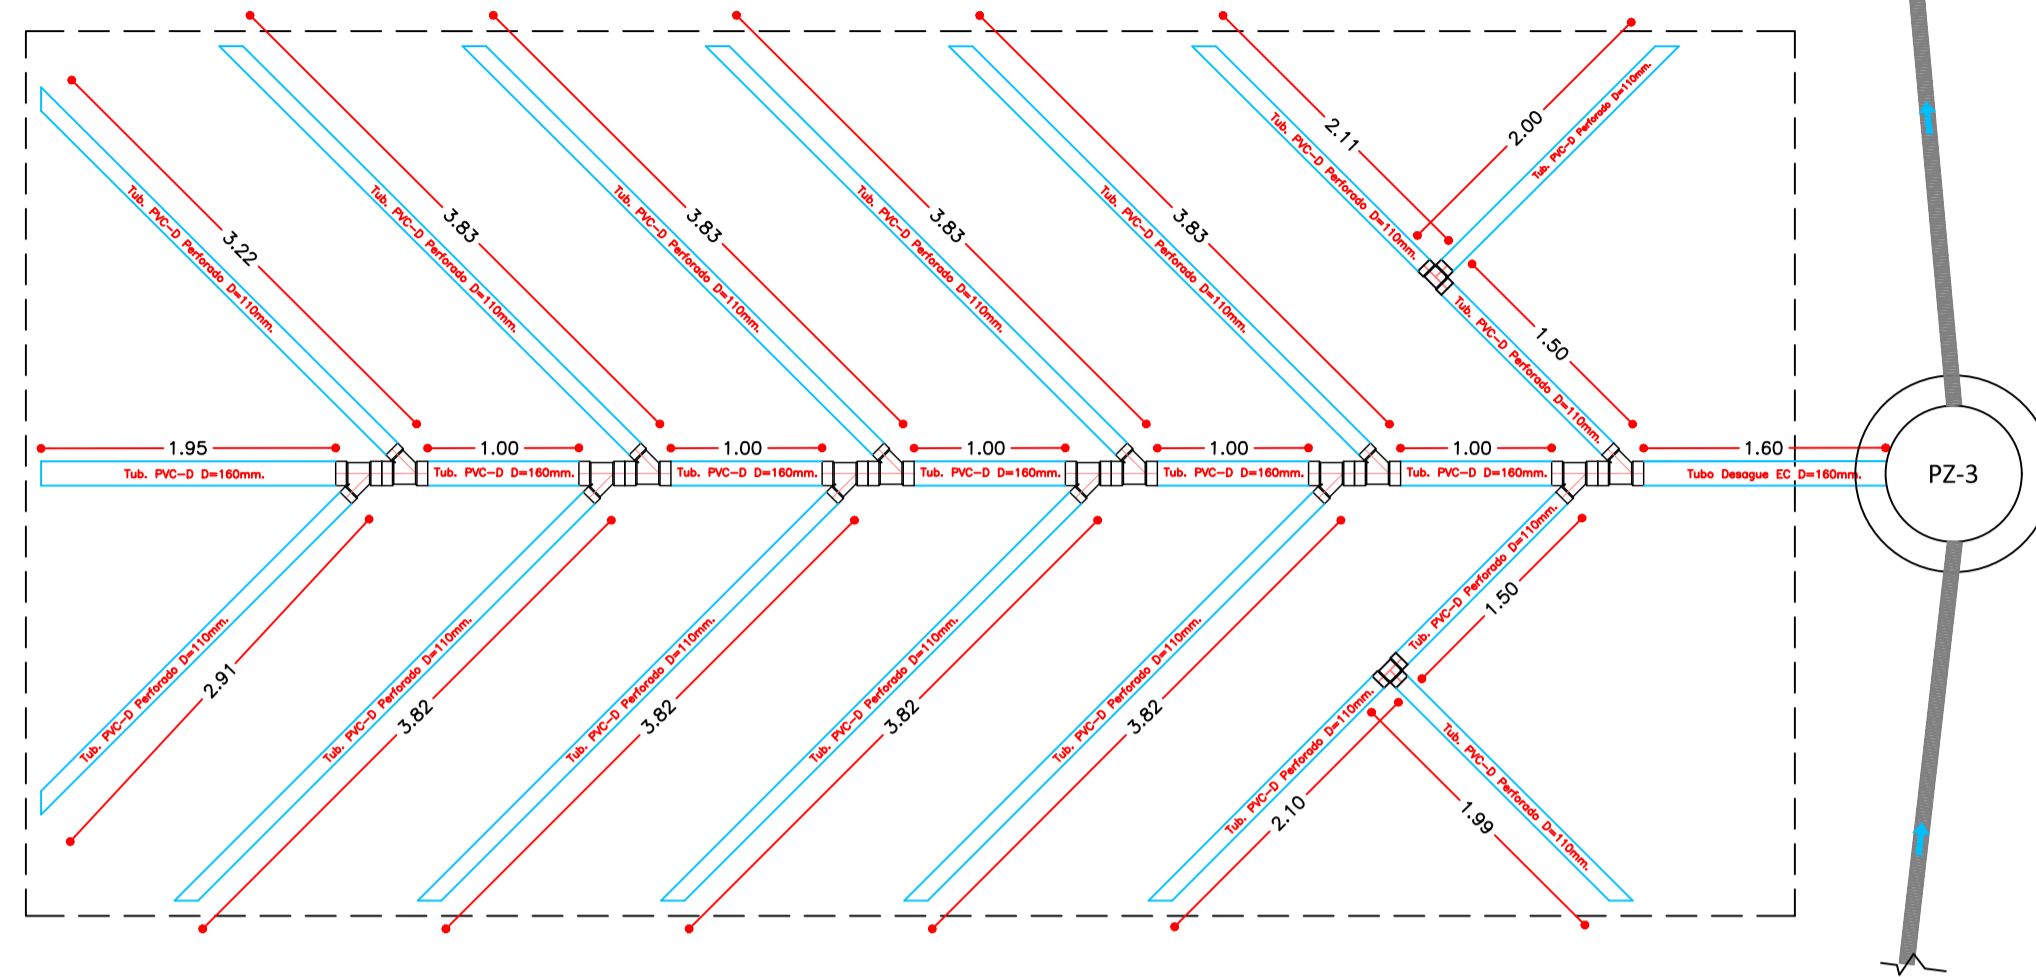 2.11
2.00
Tub. PVC-D Perforado D=110mm.
Tub. PVC-D Perforado D=110mm.
3.22
3.83
3.83
3.83
3.83
Tub. PVC-D Perforado D=110mm.
Tub. PVC-D Perforado D=110mm.
Tub. PVC-D Perforado D=110mm.
Tub. PVC-D Perforado D=110mm.
Tub. PVC-D Perforado D=110mm.
1.50
Tub. PVC-D Perforado D=110mm.
1.95
1.00
1.00
1.00
1.00
1.00
1.60
Tub. PVC-D D=160mm.
Tub. PVC-D D=160mm.
Tub. PVC-D D=160mm.
Tub. PVC-D D=160mm.
Tub. PVC-D D=160mm.
Tub. PVC-D D=160mm.
Tubo Desague EC D=160mm.
PZ-3
Tub. PVC-D Perforado D=110mm.
1.50
Tub. PVC-D Perforado D=110mm.
Tub. PVC-D Perforado D=110mm.
Tub. PVC-D Perforado D=110mm.
Tub. PVC-D Perforado D=110mm.
Tub. PVC-D Perforado D=110mm.
2.91
3.82
3.82
3.82
3.82
Tub. PVC-D Perforado D=110mm.
Tub. PVC-D Perforado D=110mm.
2.10
1.99